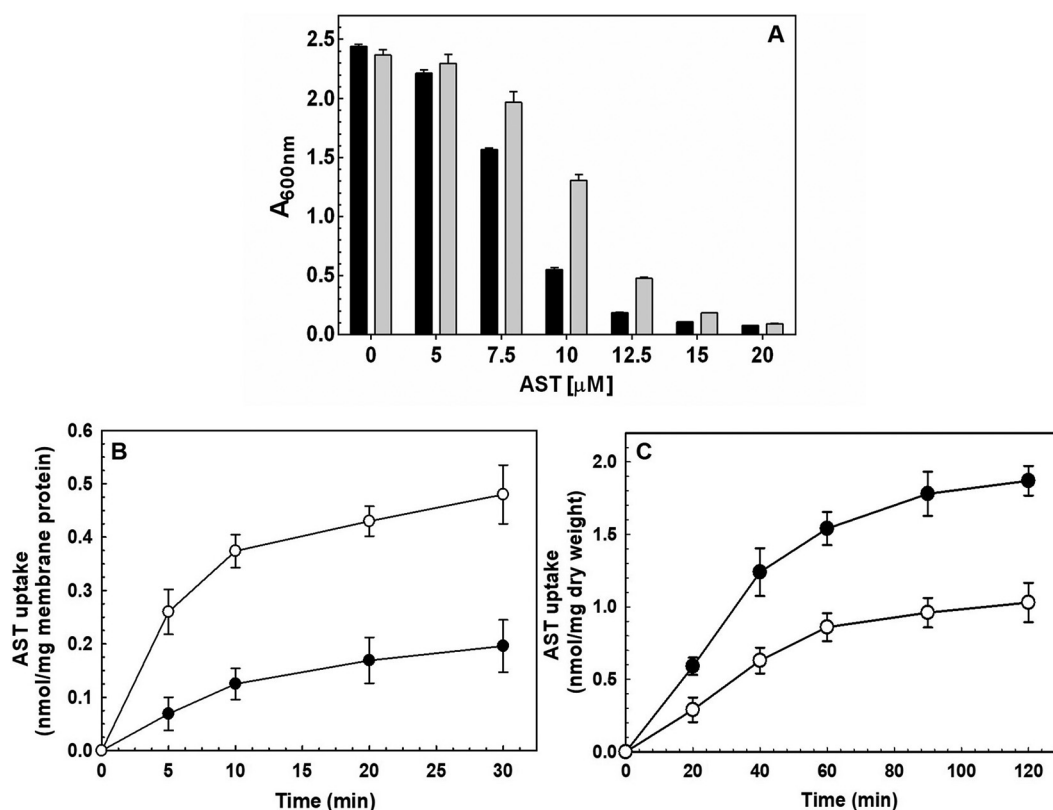 A
2.5
2.0
1.5
1.0
0.5
0.0
A600nm
0 5 7.5 10 12.5 15 20
AST [µM]
B
0.6
0.5
0.4
0.3
0.2
0.1
0.0
AST uptake
(nmol/mg membrane protein)
0 5 10 15 20 25 30
Time (min)
C
2.0
1.5
1.0
0.5
0.0
AST uptake
(nmol/mg dry weight)
0 20 40 60 80 100 120
Time (min)